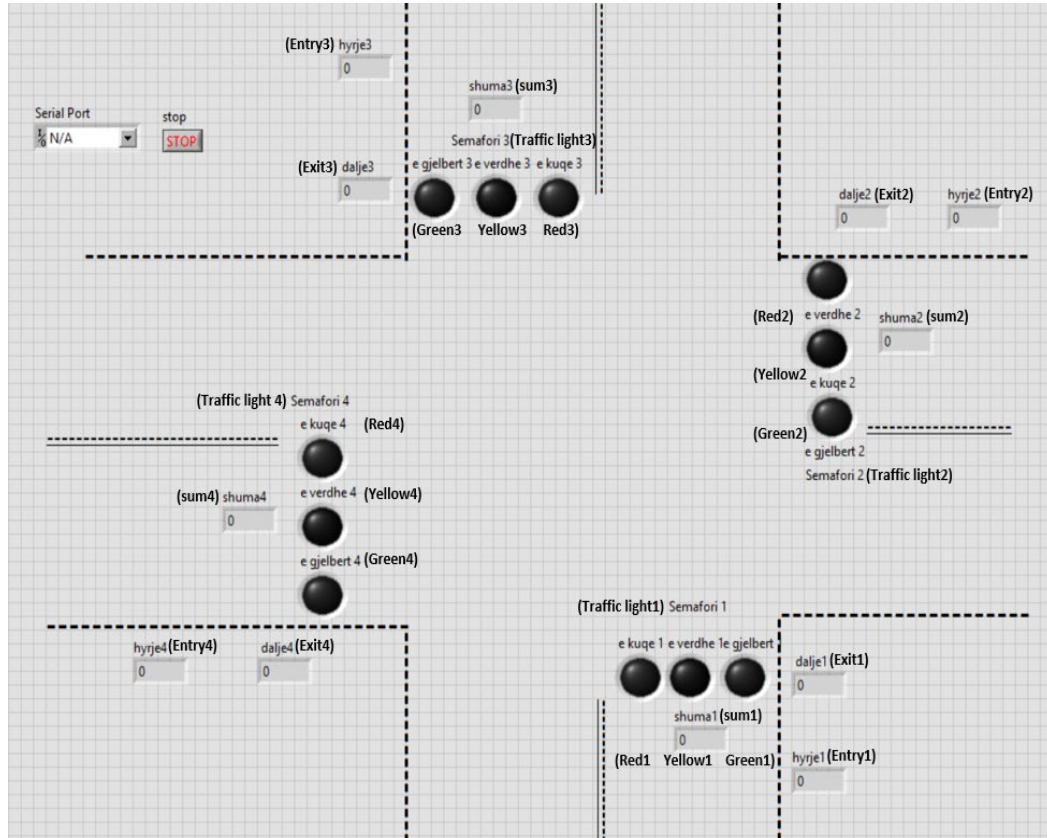 (Entry3) hyrje3
0
shuma3 (sum3)
0
Serial Port
N/A
stop
STOP
Semafori 3 (Traffic light3)
(Exit3) dalje3
0
e gjelbert 3 e verdhe 3 e kuqe 3
(Green3 Yellow3 Red3)
dalje2 (Exit2) hyrje2 (Entry2)
0 0
(Red2) e verdhe 2
shuma2 (sum2)
0
(Yellow2 e kuqe 2
(Green2)
e gjelbert 2
Semafori 2 (Traffic light2)
(Traffic light 4) Semafori 4
e kuqe 4 (Red4)
(sum4) shuma4
0
e verdhe 4 (Yellow4)
e gjelbert 4 (Green4)
hyrje4 (Entry4) dalje4 (Exit4)
0 0
(Traffic light1) Semafori 1
e kuqe 1 e verdhe 1e gjelbert
dalje1 (Exit1)
0
shuma1 (sum1)
0
(Red1 Yellow1 Green1)
hyrje1 (Entry1)
0